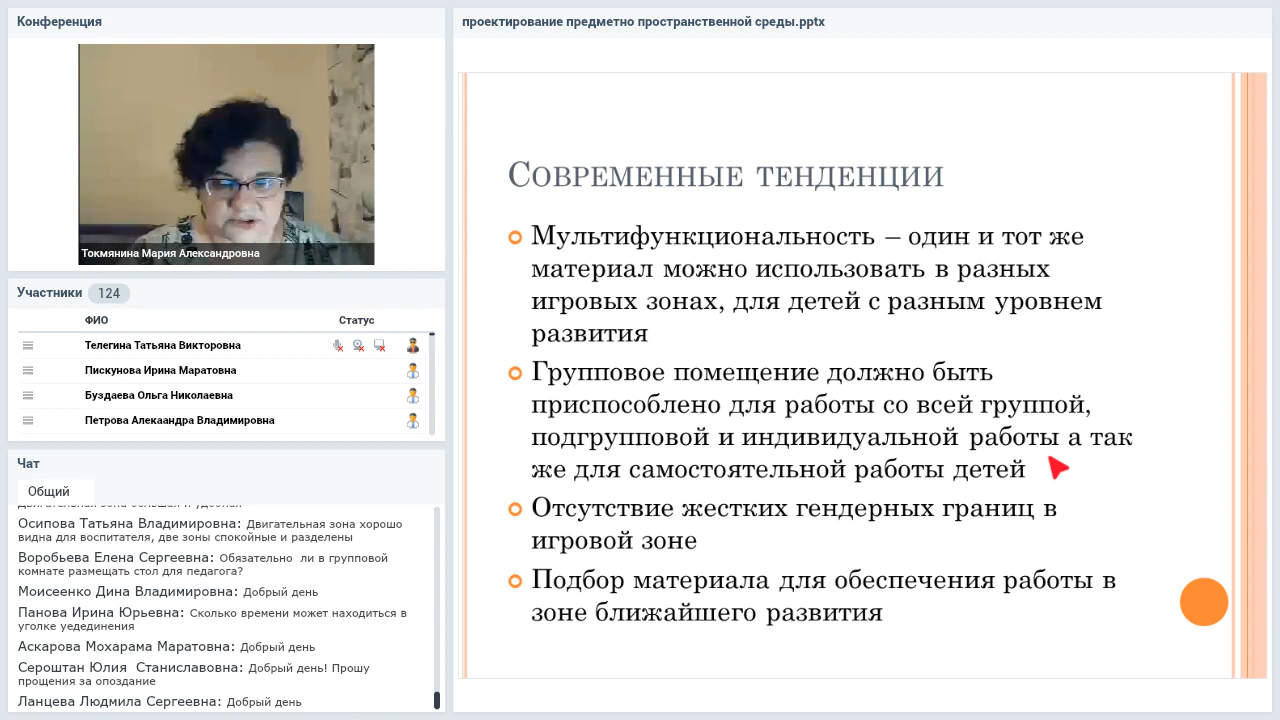 Конференция
Токмянина Мария Александровна
Участники 124
ФИО Статус
Телегина Татьяна Викторовна
Пискунова Ирина Маратовна
Буздаева Ольга Николаевна
Петрова Алекаандра Владимировна
Чат
Общий
Осипова Татьяна Владимировна: Двигательная зона хорошо
видна для воспитателя, две зоны спокойные и разделены
Воробьева Елена Сергеевна: Обязательно ли в групповой
комнате размещать стол для педагога?
Моисеенко Дина Владимировна: Добрый день
Панова Ирина Юрьевна: Сколько времени может находиться в
уголке уедединения
Аскарова Мохарама Маратовна: Добрый день
Сероштан Юлия Станиславовна: Добрый день! Прошу
прощения за опоздание
Ланцева Людмила Сергеевна: Добрый день
проектирование предметно пространственной среды.pptx
Современные тенденции
Мультифункциональность – один и тот же
материал можно использовать в разных
игровых зонах, для детей с разным уровнем
развития
Групповое помещение должно быть
приспособлено для работы со всей группой,
подгрупповой и индивидуальной работы а так
же для самостоятельной работы детей
Отсутствие жестких гендерных границ в
игровой зоне
Подбор материала для обеспечения работы в
зоне ближайшего развития